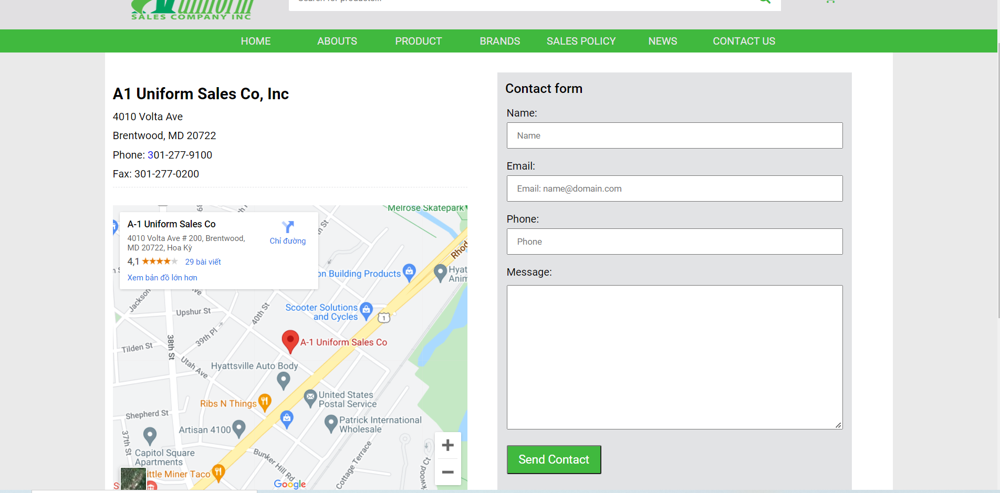 uniform
SALES COMPANY INC
Search for products...
HOME ABOUTS PRODUCT BRANDS SALES POLICY NEWS CONTACT US
A1 Uniform Sales Co, Inc
4010 Volta Ave
Brentwood, MD 20722
Phone: 301-277-9100
Fax: 301-277-0200
A-1 Uniform Sales Co
4010 Volta Ave # 200, Brentwood,
MD 20722, Hoa Kỳ
4,1 29 bài viết
Xem bản đồ lớn hơn
Chỉ đường
Melrose Skatepark
Rhod
on Building Products
Hyat
Anim
Jackson
Upshur St
40th St
Scooter Solutions
and Cycles
1
39th Pl
38th St
Tilden St
A-1 Uniform Sales Co
Utah Ave
Hyattsville Auto Body
United States
Postal Service
Ribs N Things
Shepherd St
Patrick International
Wholesale
Artisan 4100
37th St
Capitol Square
Apartments
Bunker Hill Rd
Cottage Terrace
ittle Miner Taco
Google
Contact form
Name:
Name
Email:
Email: name@domain.com
Phone:
Phone
Message:
Send Contact